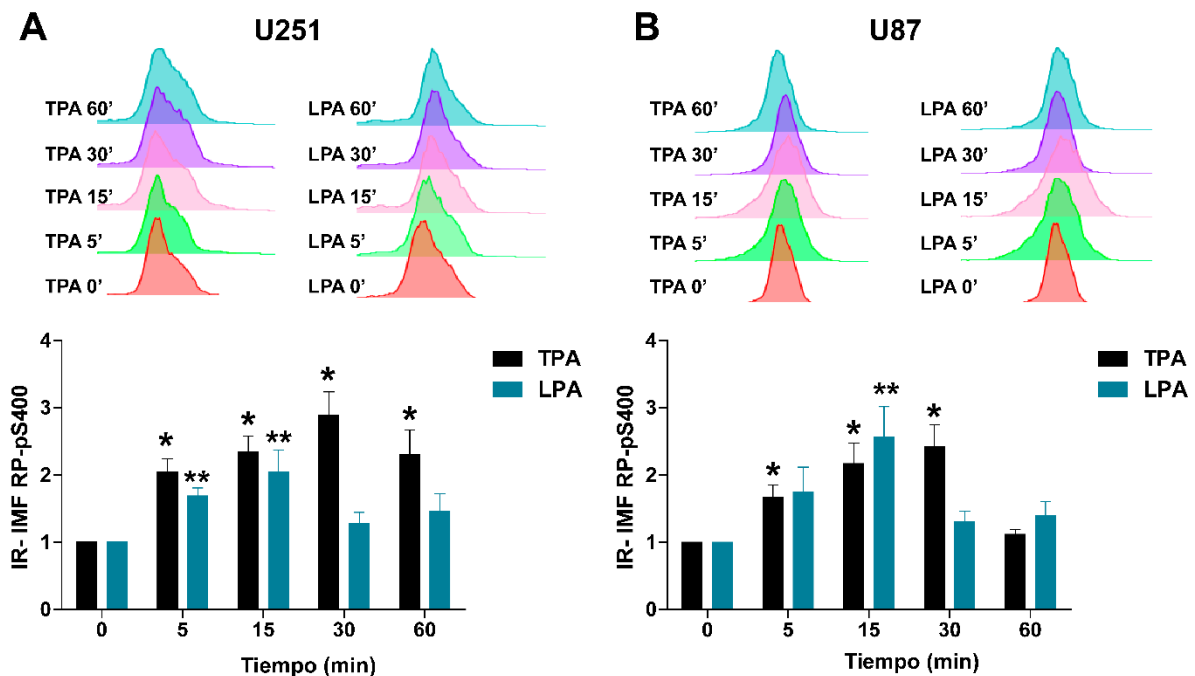 A
U251
TPA 60’
TPA 30’
TPA 15’
TPA 5’
TPA 0’
LPA 60’
LPA 30’
LPA 15’
LPA 5’
LPA 0’
IR- IMF RP-pS400
4
3
2
1
0
*
**
*
**
*
*
0
5
15
30
60
Tiempo (min)
TPA
LPA
B
U87
TPA 60’
TPA 30’
TPA 15’
TPA 5’
TPA 0’
LPA 60’
LPA 30’
LPA 15’
LPA 5’
LPA 0’
IR- IMF RP-pS400
4
3
2
1
0
*
*
**
*
0
5
15
30
60
Tiempo (min)
TPA
LPA